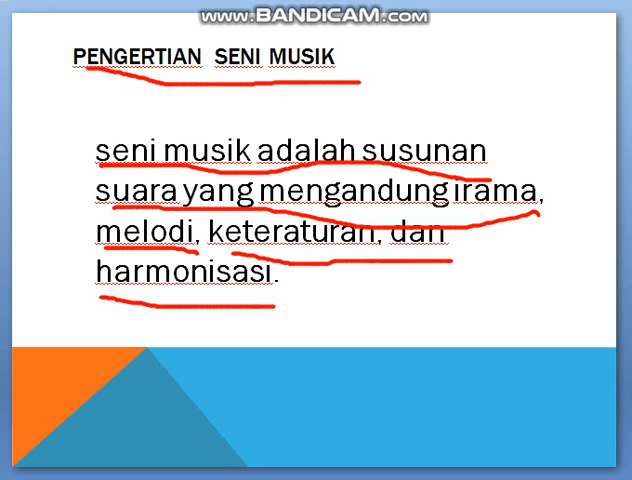 www.BANDICAM.com
PENGERTIAN SENI MUSIK
seni musik adalah susunan
suara yang mengandung irama,
melodi, keteraturan, dan
harmonisasi.